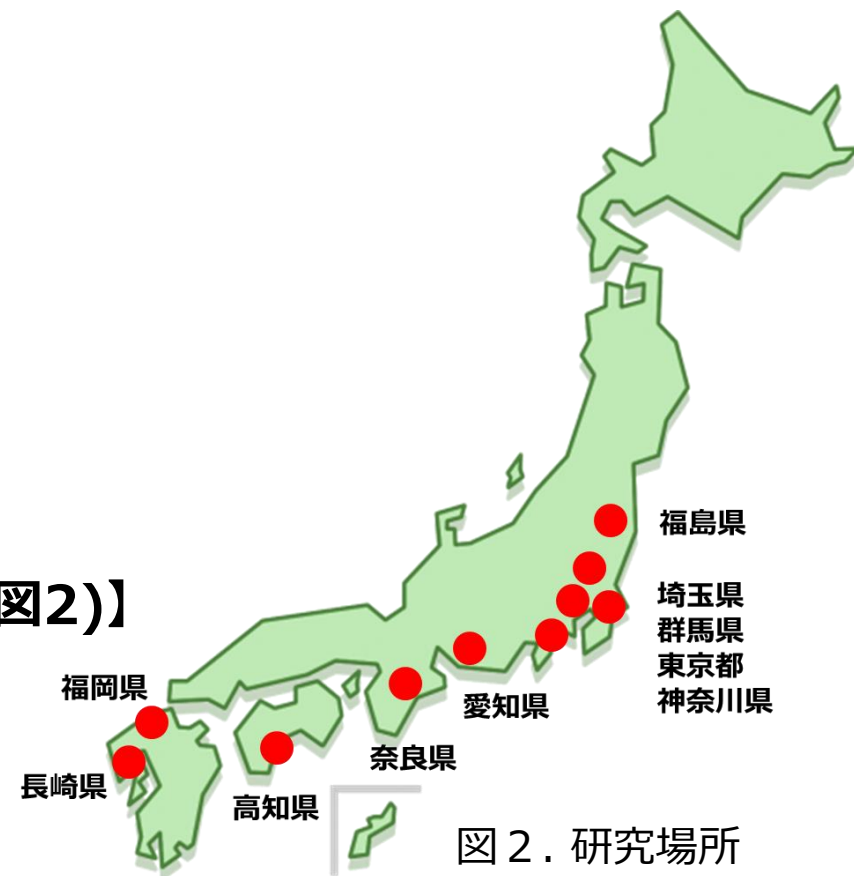 福島県
図2)】
埼玉県
群馬県
東京都
神奈川県
福岡県
愛知県
奈良県
長崎県
高知県
図２. 研究場所